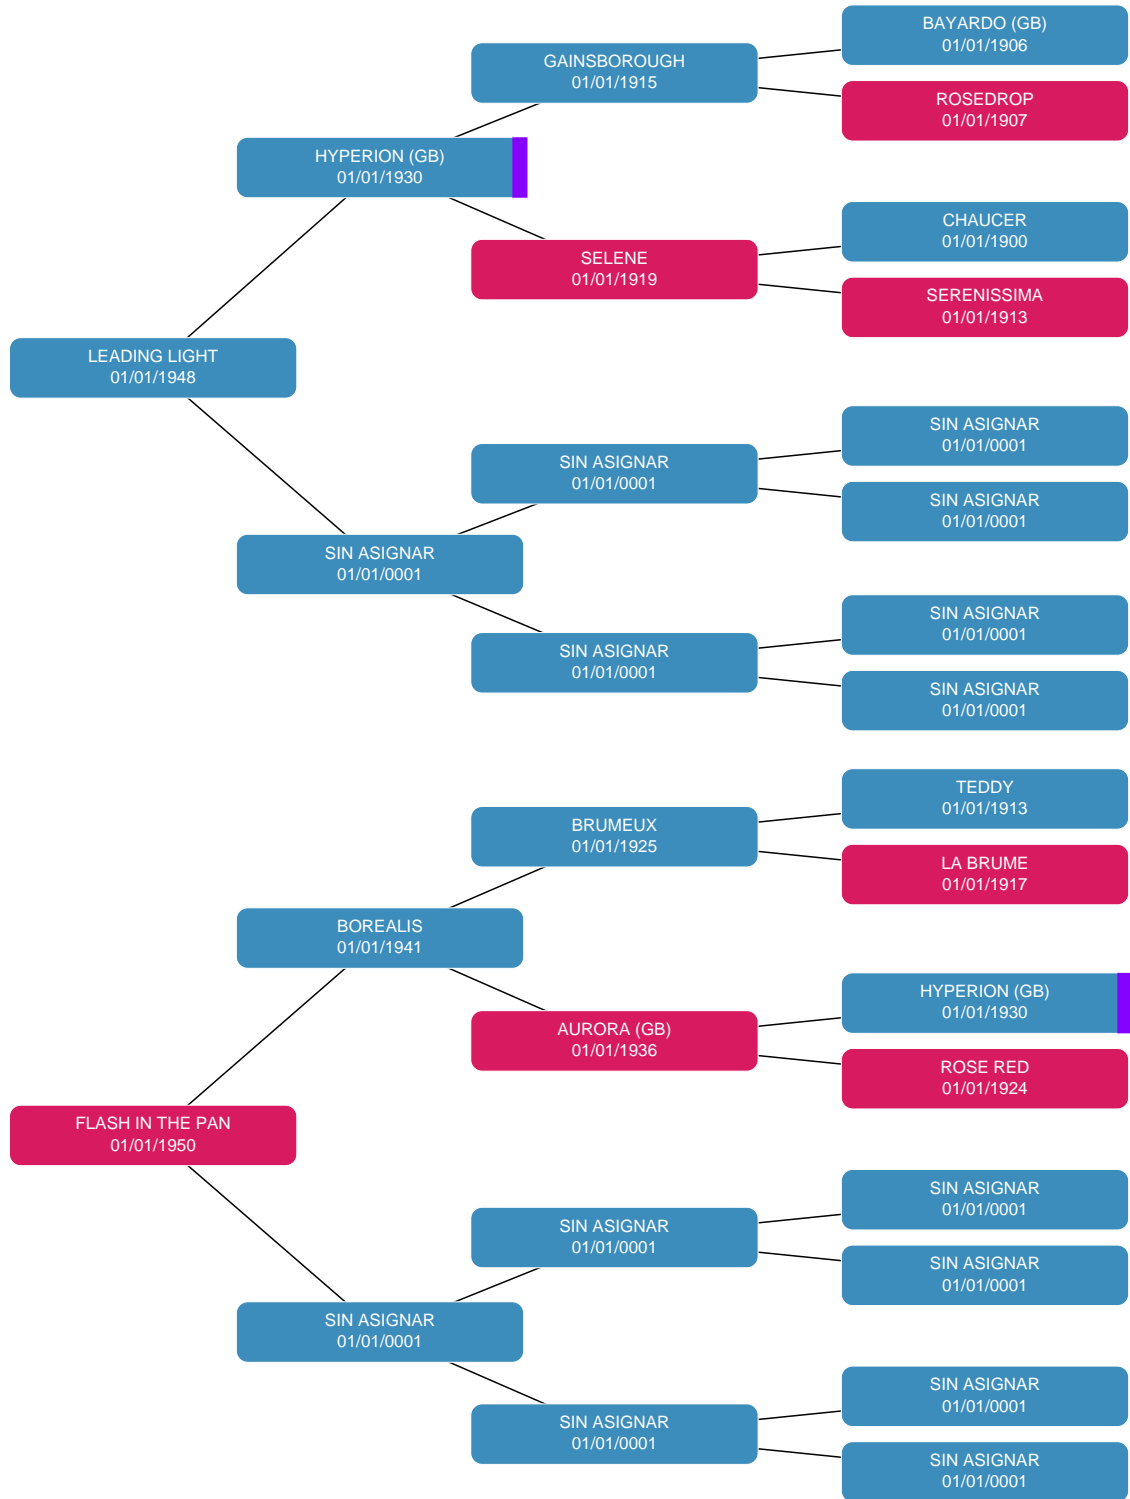 BAYARDO (GB)
01/01/1906
GAINSBOROUGH
01/01/1915
ROSEDROP
01/01/1907
HYPERION (GB)
01/01/1930
CHAUCER
01/01/1900
SELENE
01/01/1919
SERENISSIMA
01/01/1913
LEADING LIGHT
01/01/1948
SIN ASIGNAR
01/01/0001
SIN ASIGNAR
01/01/0001
SIN ASIGNAR
01/01/0001
SIN ASIGNAR
01/01/0001
SIN ASIGNAR
01/01/0001
SIN ASIGNAR
01/01/0001
SIN ASIGNAR
01/01/0001
TEDDY
01/01/1913
BRUMEUX
01/01/1925
LA BRUME
01/01/1917
BOREALIS
01/01/1941
HYPERION (GB)
01/01/1930
AURORA (GB)
01/01/1936
ROSE RED
01/01/1924
FLASH IN THE PAN
01/01/1950
SIN ASIGNAR
01/01/0001
SIN ASIGNAR
01/01/0001
SIN ASIGNAR
01/01/0001
SIN ASIGNAR
01/01/0001
SIN ASIGNAR
01/01/0001
SIN ASIGNAR
01/01/0001
SIN ASIGNAR
01/01/0001